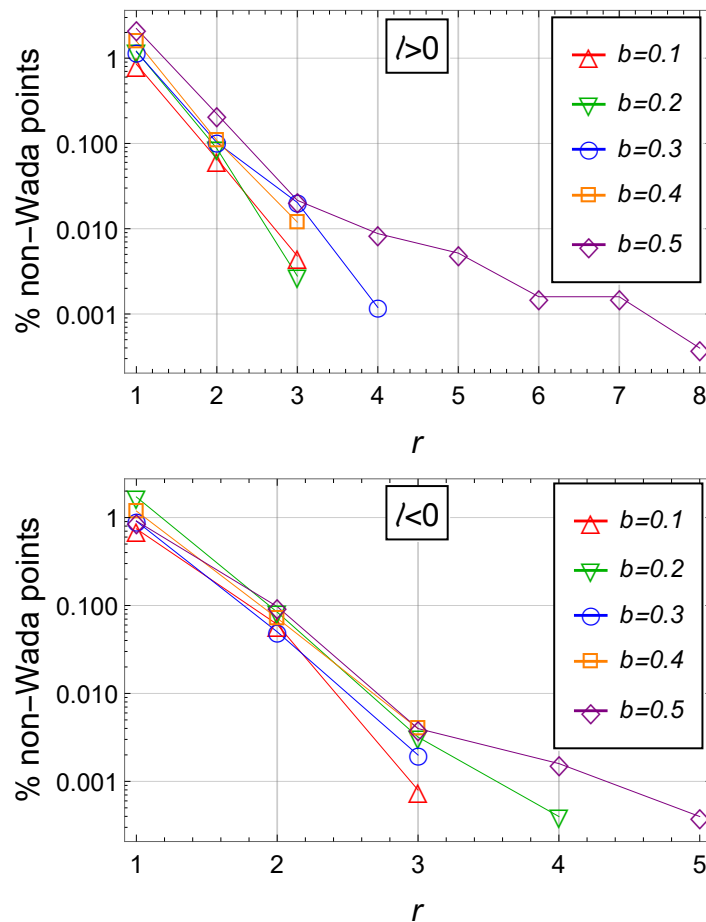 % non−Wada points
ℓ>0
1
0.100
0.010
0.001
b=0.1
b=0.2
b=0.3
b=0.4
b=0.5
1 2 3 4 5 6 7 8
r
% non−Wada points
ℓ<0
1
0.100
0.010
0.001
b=0.1
b=0.2
b=0.3
b=0.4
b=0.5
1 2 3 4 5
r